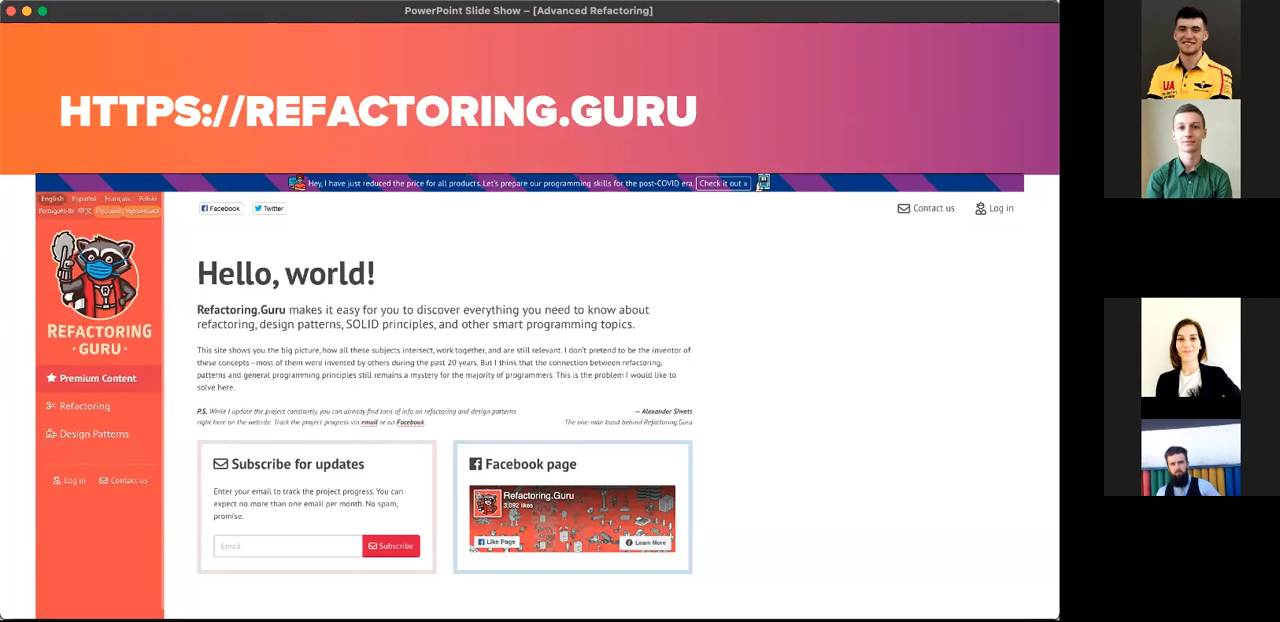 PowerPoint Slide Show – [Advanced Refactoring]
HTTPS://REFACTORING.GURU
Hey, I have just reduced the price for all products. Let's prepare our programming skills for the post-COVID era. Check it out »
English Español Français Polski
Português-Br 中文 Русский Українська
Facebook Twitter
Contact us Log in
REFACTORING
· GURU ·
Premium Content
Refactoring
Design Patterns
Log in Contact us
Hello, world!
Refactoring.Guru makes it easy for you to discover everything you need to know about
refactoring, design patterns, SOLID principles, and other smart programming topics.
This site shows you the big picture, how all these subjects intersect, work together, and are still relevant. I don't pretend to be the inventor of
these concepts–most of them were invented by others during the past 20 years. But I think that the connection between refactoring,
patterns and general programming principles still remains a mystery for the majority of programmers. This is the problem I would like to
solve here.
P.S. While I update the project constantly, you can already find tons of info on refactoring and design patterns
right here on the website. Track the project progress via email or on Facebook
— Alexander Shvets
The one-man band behind Refactoring.Guru
Subscribe for updates
Enter your email to track the project progress. You can
expect no more than one email per month. No spam,
promise.
Email
Subscribe
Facebook page
Refactoring.Guru
3,092 likes
Like Page
Learn More
UA